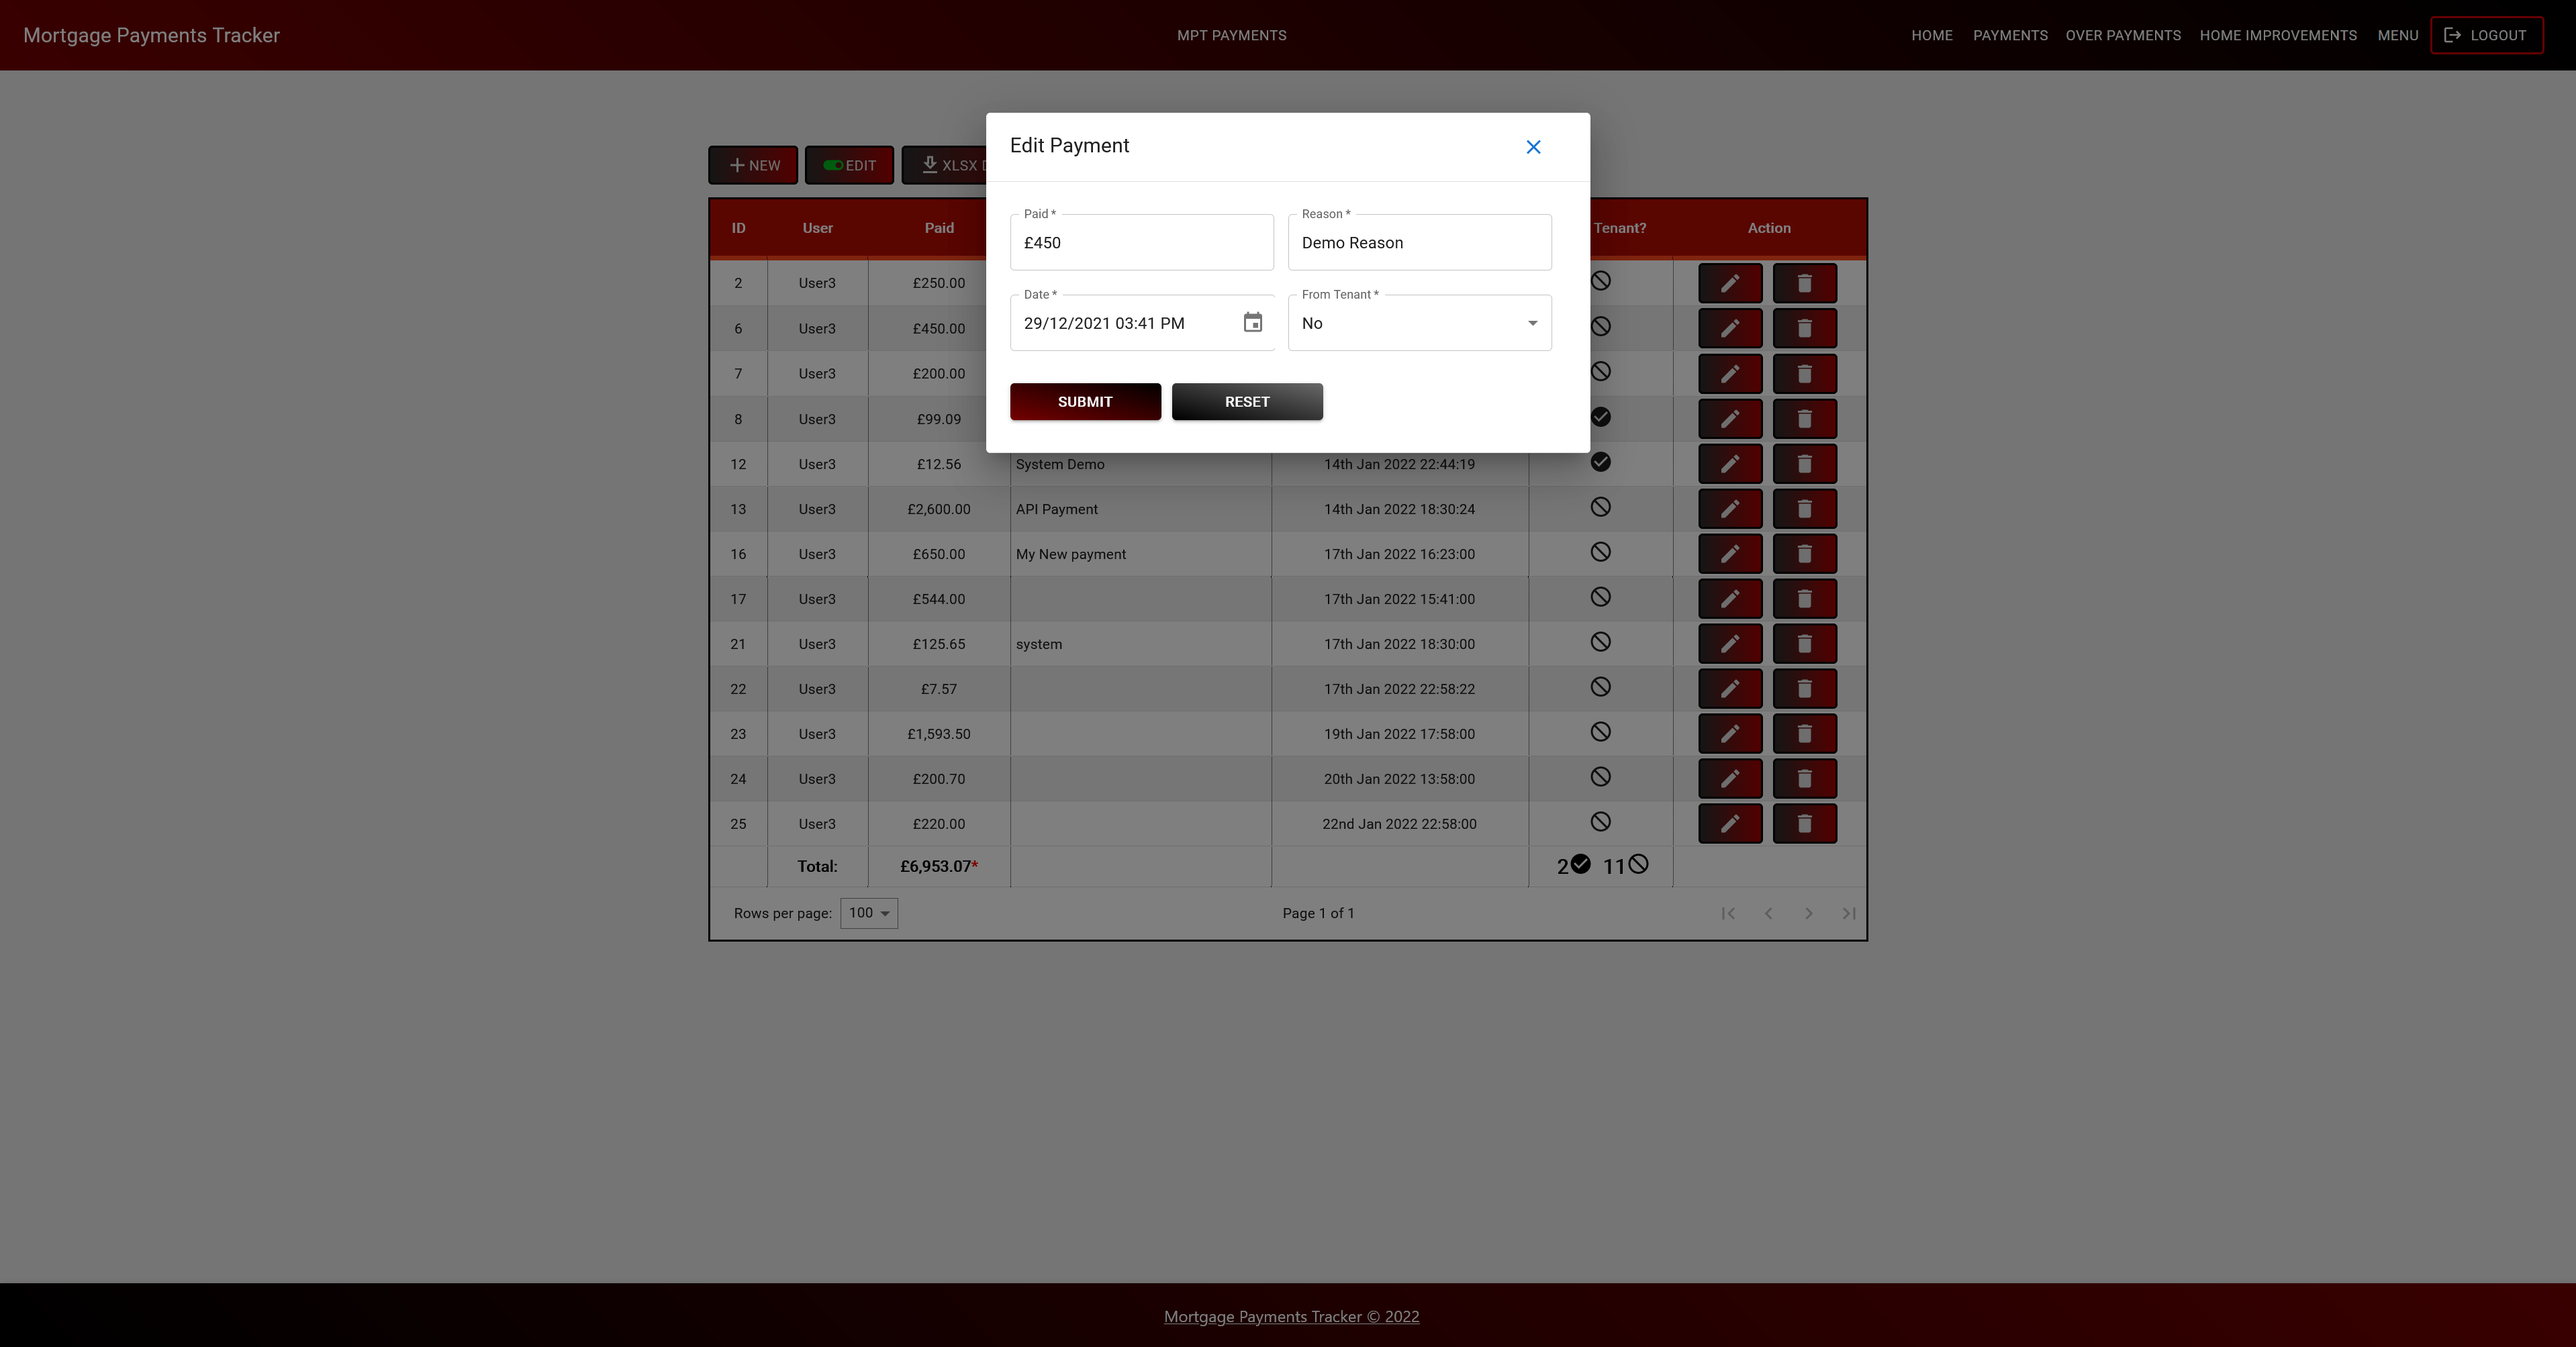 Mortgage Payments Tracker MPT PAYMENTS HOME PAYMENTS OVER PAYMENTS HOME IMPROVEMENTS MENU LOGOUT
Edit Payment
NEW EDIT XLSX
Paid *
£450
Reason *
Demo Reason
Date *
29/12/2021 03:41 PM
From Tenant *
No
SUBMIT RESET
ID User Paid Tenant? Action
2 User3 £250.00
6 User3 £450.00
7 User3 £200.00
8 User3 £99.09
12 User3 £12.56 System Demo 14th Jan 2022 22:44:19
13 User3 £2,600.00 API Payment 14th Jan 2022 18:30:24
16 User3 £650.00 My New payment 17th Jan 2022 16:23:00
17 User3 £544.00 17th Jan 2022 15:41:00
21 User3 £125.65 system 17th Jan 2022 18:30:00
22 User3 £7.57 17th Jan 2022 22:58:22
23 User3 £1,593.50 19th Jan 2022 17:58:00
24 User3 £200.70 20th Jan 2022 13:58:00
25 User3 £220.00 22nd Jan 2022 22:58:00
Total: £6,953.07* 2 11
Rows per page: 100 Page 1 of 1
Mortgage Payments Tracker © 2022